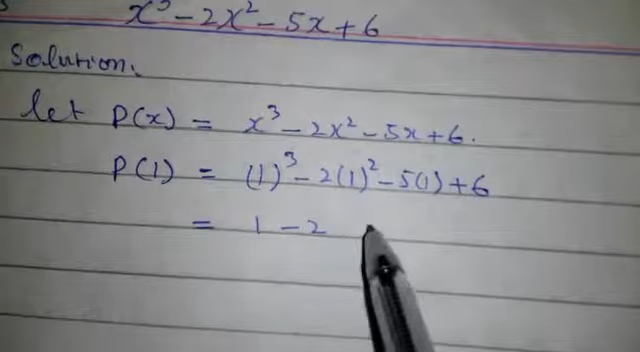 x³ - 2x² - 5x + 6
Solution.
let P(x) = x³ - 2x² - 5x + 6.
P(1) = (1)³ - 2(1)² - 5(1) + 6
= 1 - 2